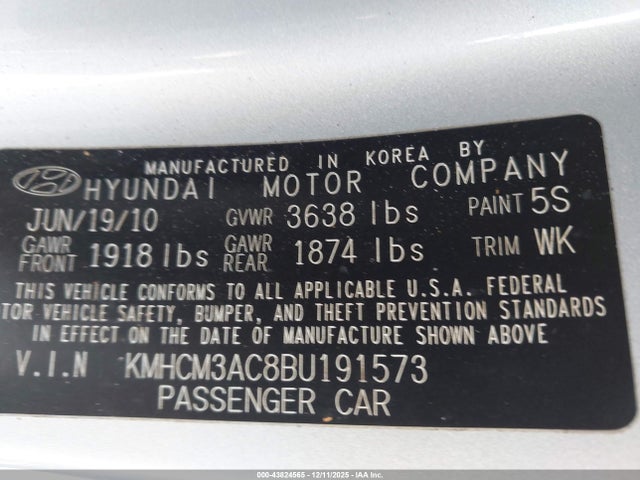 MANUFACTURED IN KOREA BY
HYUNDAI MOTOR COMPANY
JUN/19/10 GVWR 3638 lbs PAINT 5S
GAWR FRONT 1918 lbs GAWR REAR 1874 lbs TRIM WK
THIS VEHICLE CONFORMS TO ALL APPLICABLE U.S.A. FEDERAL
TOR VEHICLE SAFETY, BUMPER, AND THEFT PREVENTION STANDARDS
IN EFFECT ON THE DATE OF MANUFACTURE SHOWN ABOVE
V.I.N KMHCM3AC8BU191573
PASSENGER CAR
000-43824565 - 12/11/2025 - IAA Inc.